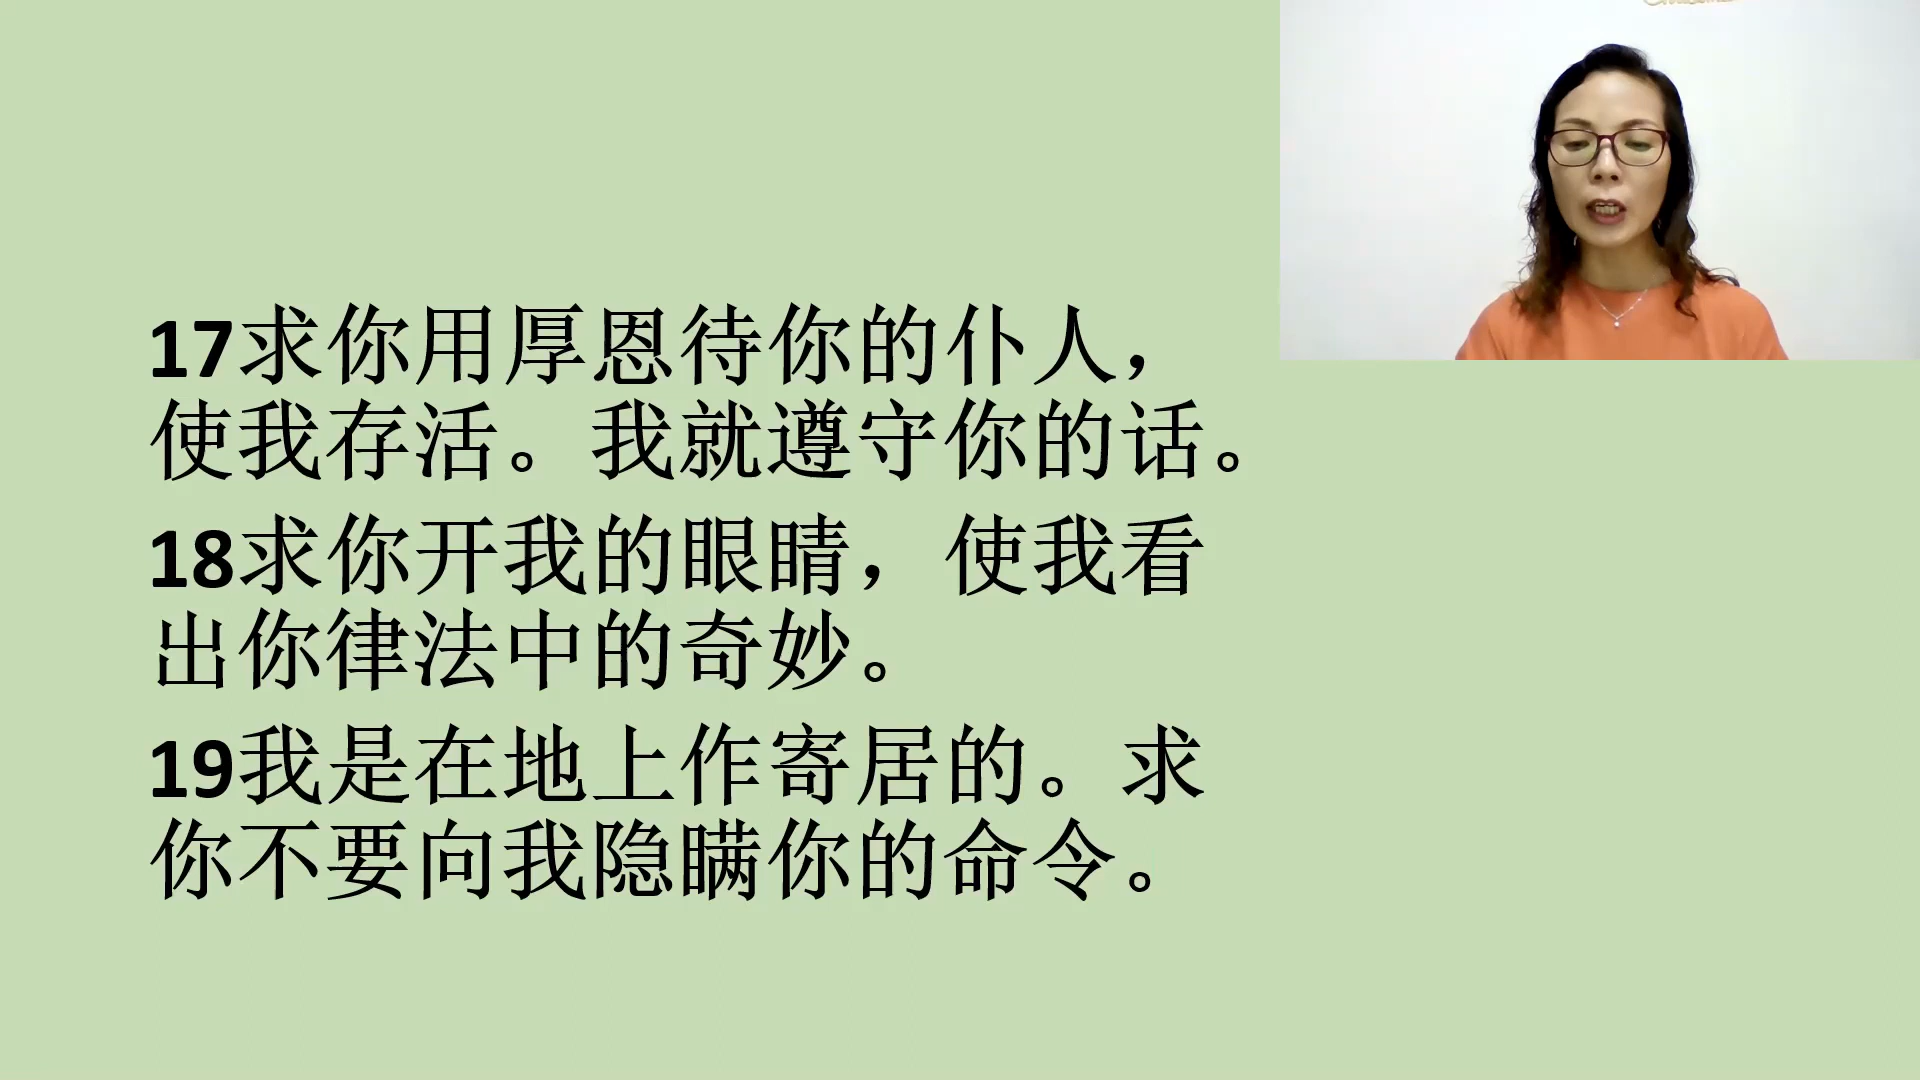 17求你用厚恩待你的仆人，
使我存活。我就遵守你的话。
18求你开我的眼睛，使我看
出你律法中的奇妙。
19我是在地上作寄居的。求
你不要向我隐瞒你的命令。